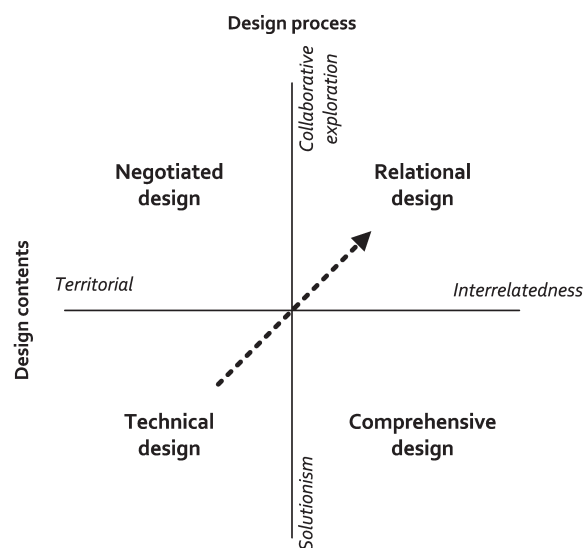 Design process
Collaborative
exploration
Negotiated
design
Relational
design
Design contents
Territorial
Interrelatedness
Technical
design
Comprehensive
design
Solutionism